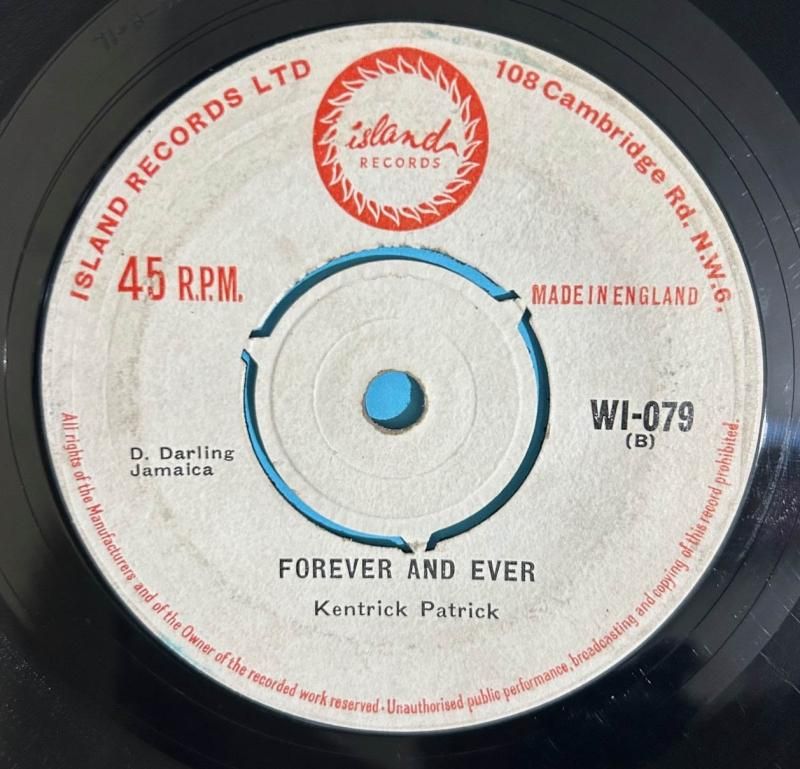 ISLAND RECORDS LTD
108 Cambridge Rd. N.W.6.
island
RECORDS
45 R.P.M.
MADE IN ENGLAND
WI-079
(B)
D. Darling
Jamaica
FOREVER AND EVER
Kentrick Patrick
All rights of the Manufacturers and of the Owner of the recorded work reserved · Unauthorised public performance, broadcasting and copying of this record prohibited.